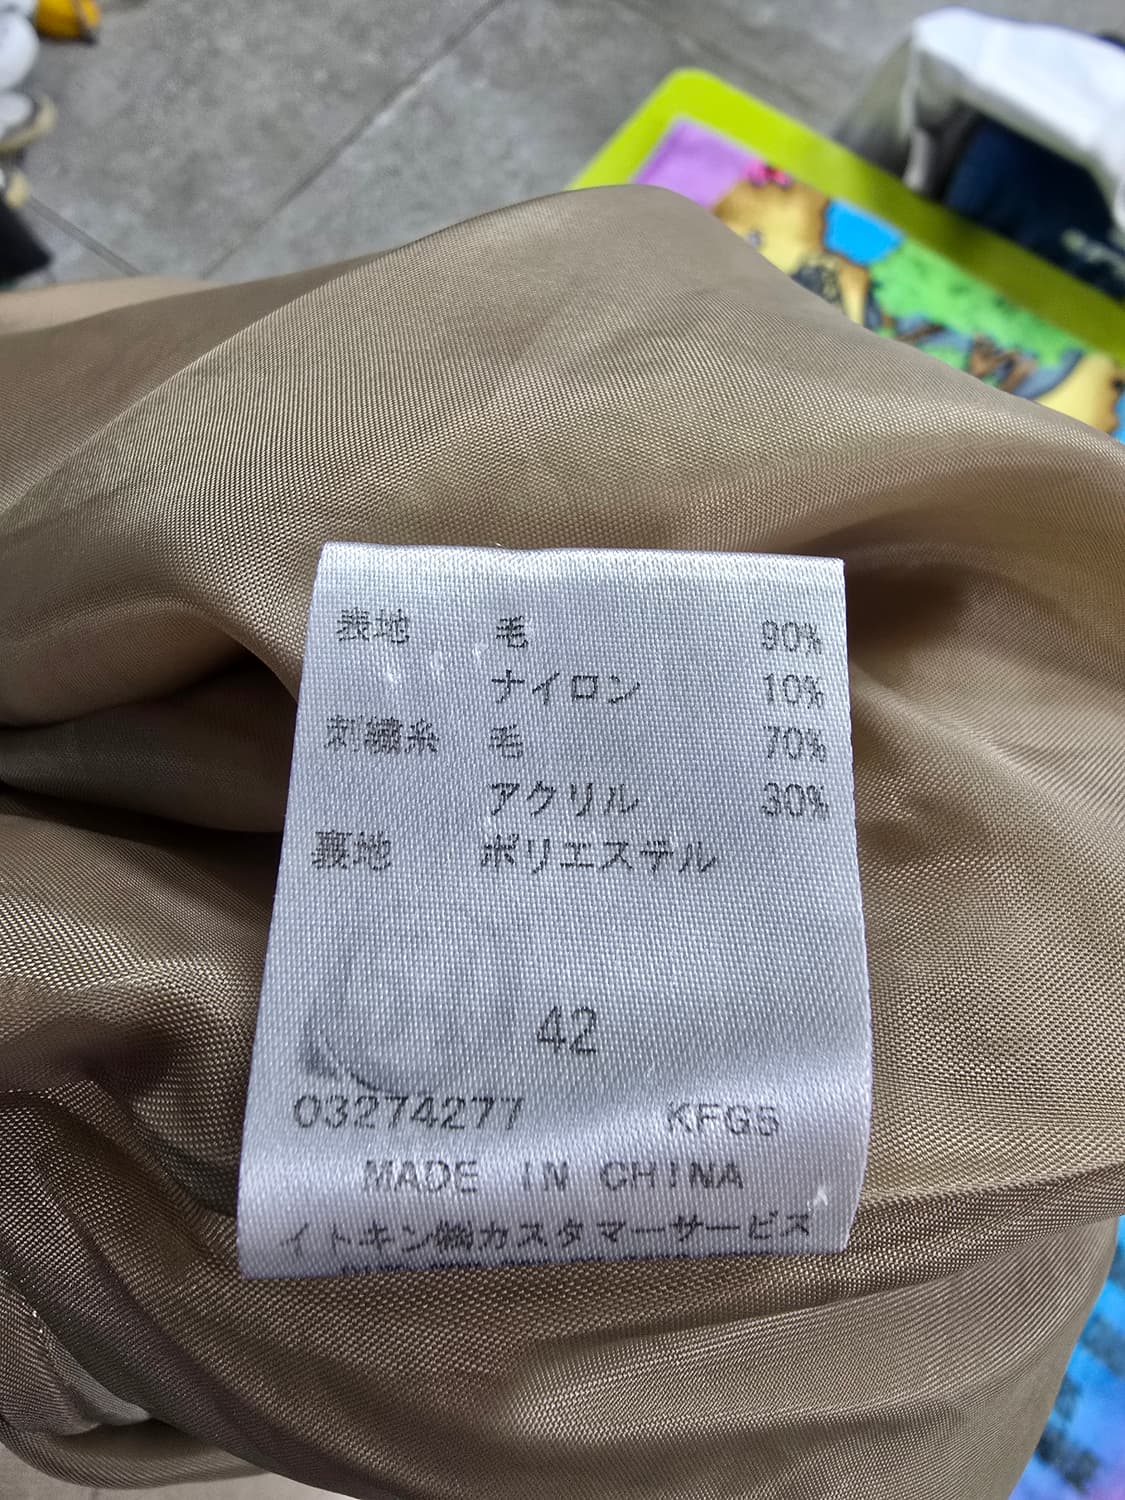 表地 毛 90%
ナイロン 10%
刺繍糸 毛 70%
アクリル 30%
裏地 ポリエステル
42
03274277 KFG5
MADE IN CHINA
イトキン㈱カスタマーサービス